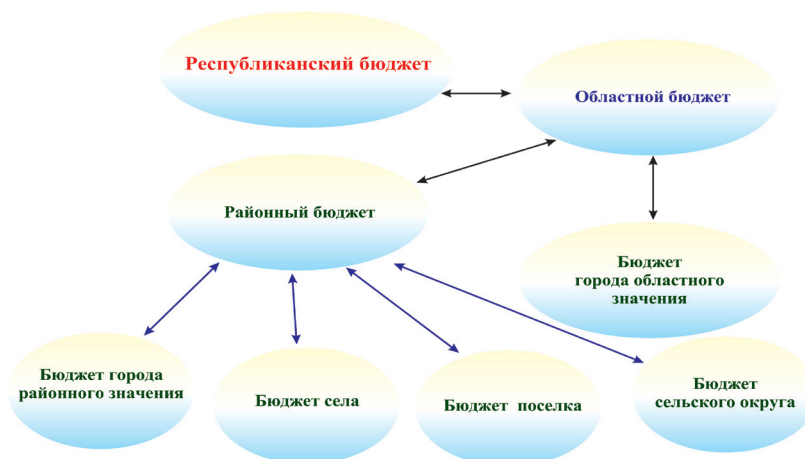 Республиканский бюджет
Областной бюджет
Районный бюджет
Бюджет
города областного
значения
Бюджет города
районного значения
Бюджет села
Бюджет поселка
Бюджет
сельского округа